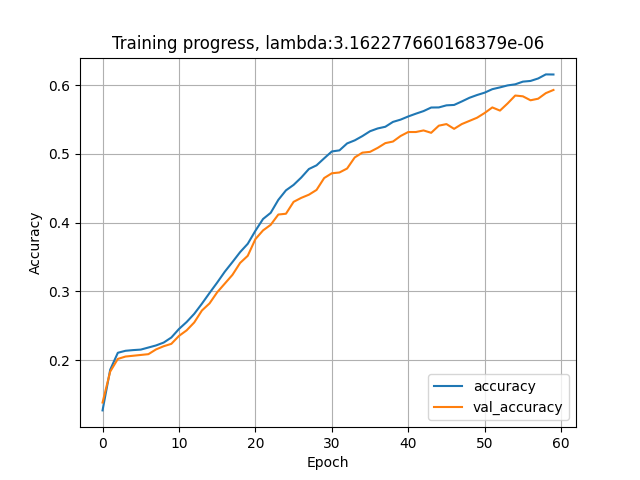 Training progress, lambda:3.162277660168379e-06
0.6
0.5
0.4
0.3
0.2
Accuracy
accuracy
val_accuracy
0 10 20 30 40 50 60
Epoch